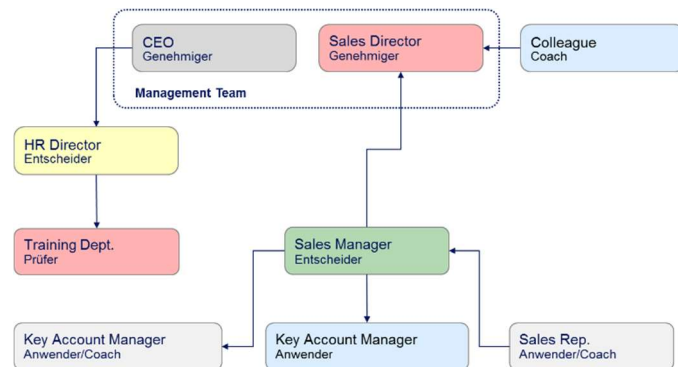 CEO
Genehmiger
Sales Director
Genehmiger
Colleague
Coach
Management Team
HR Director
Entscheider
Training Dept.
Prüfer
Sales Manager
Entscheider
Key Account Manager
Anwender/Coach
Key Account Manager
Anwender
Sales Rep.
Anwender/Coach